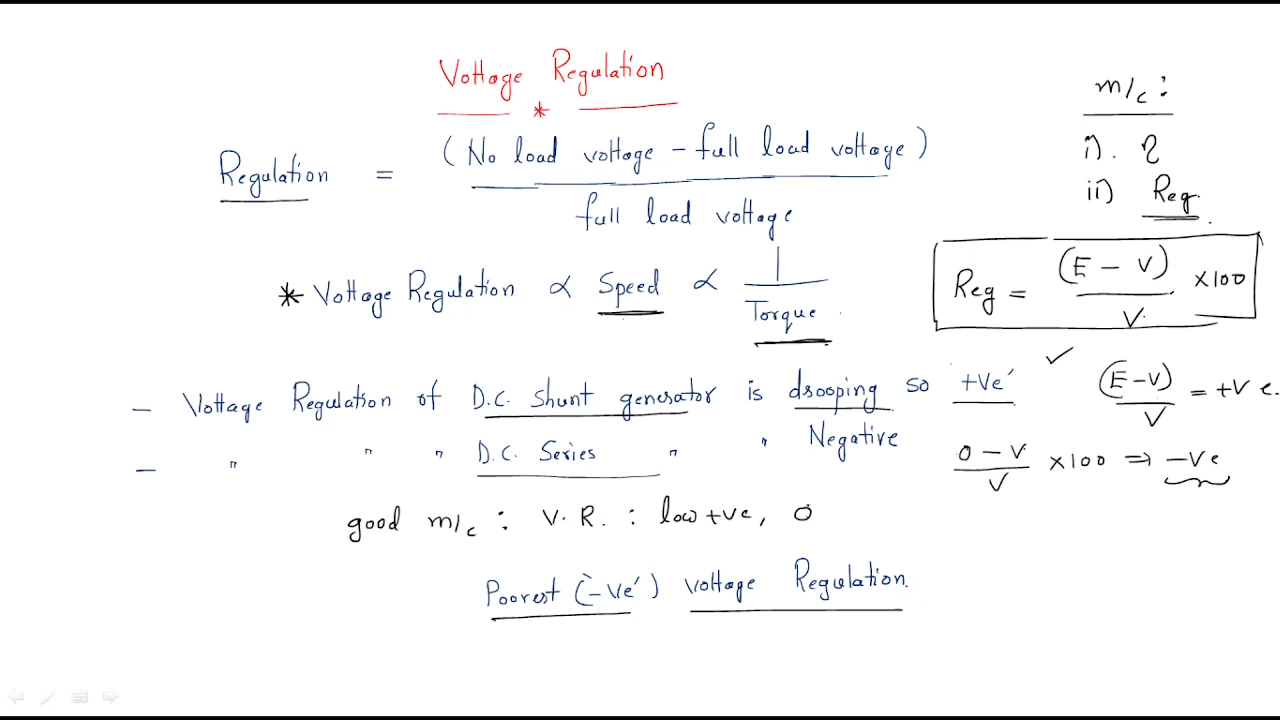 Voltage Regulation
*
Regulation = (No load voltage - full load voltage)
full load voltage
* Voltage Regulation ∝ Speed ∝ 1
Torque
- Voltage Regulation of D.C. Shunt generator is drooping so +Ve'
- " " " D.C. Series " " Negative
good m/c : V.R. : low +ve, 0
Poorest (-ve') voltage Regulation.
m/c :
i). η
ii) Reg.
Reg = (E - V) ×100
V
✓ (E-V) = +ve.
V
0 - V ×100 ⇒ -ve
V